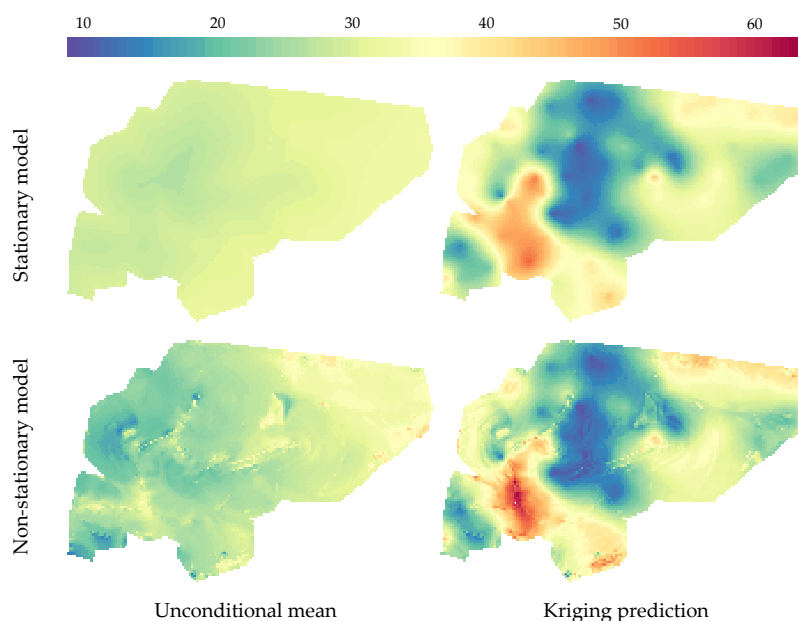 10 20 30 40 50 60
Stationary model
Non-stationary model
Unconditional mean Kriging prediction